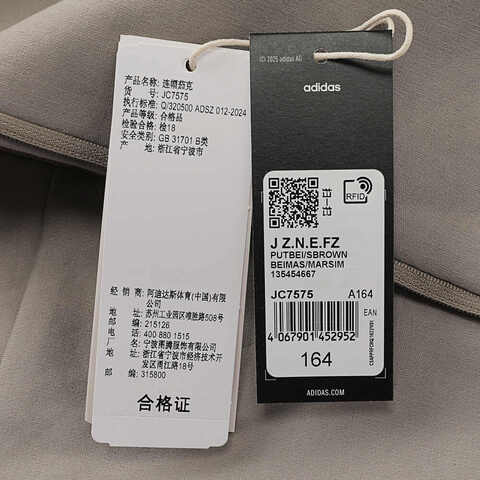 产品名称: 连帽茄克
货 号: JC7575
执行标准: Q/320500 ADSZ 012-2024
产品等级: 合格品
检验合格: 检18
安全类别: GB 31701 B类
产 地: 浙江省宁波市
经 销 商: 阿迪达斯体育(中国)有限公司
地址: 苏州工业园区唯胜路508号
邮编: 215126
电话: 400 880 1515
厂名: 宁波 腾服饰有限公司
地址: 浙江省宁波市经济技术开
发区甬江路18号
邮编: 315800
合格证
(C) 2025 adidas AG
adidas
RFID
J Z.N.E.FZ
PUTBEI/SBROWN
BEIMAS/MARSIM
135454667
JC7575 A164
EAN
4 067901 452952
164
ADIDAS.COM